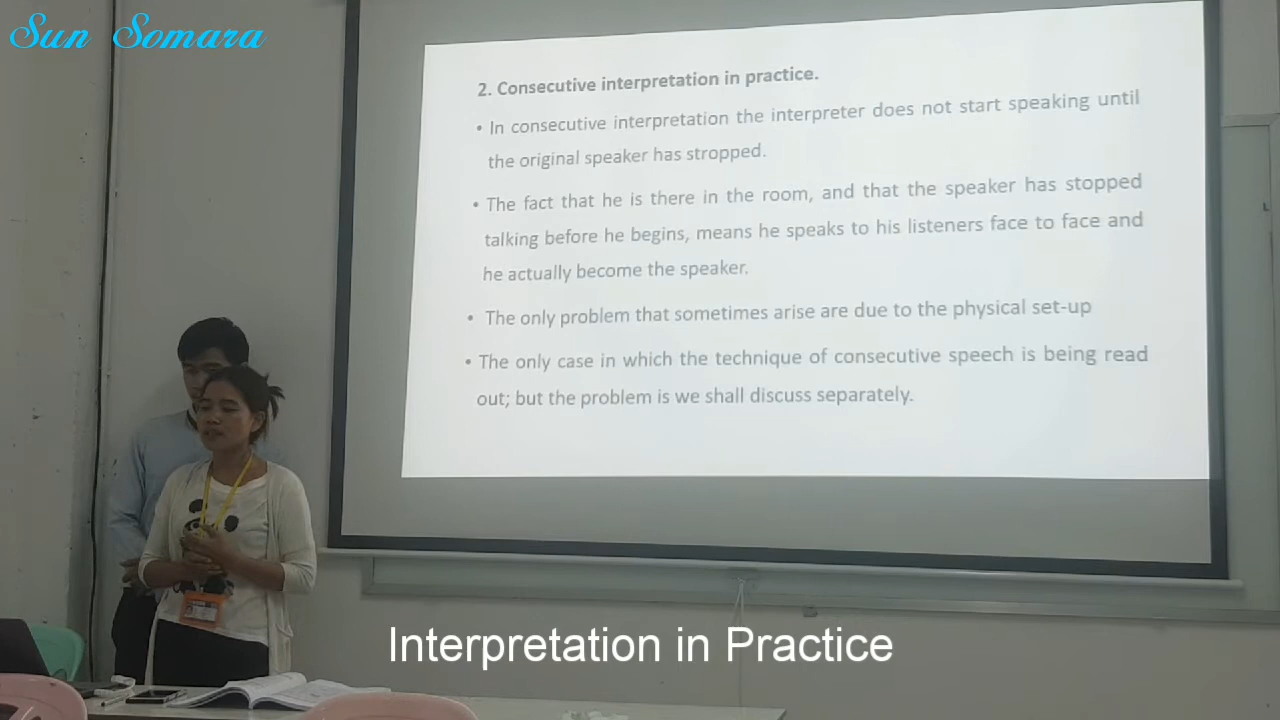 Sun Somara
2. Consecutive interpretation in practice.
• In consecutive interpretation the interpreter does not start speaking until
the original speaker has stropped.
• The fact that he is there in the room, and that the speaker has stopped
talking before he begins, means he speaks to his listeners face to face and
he actually become the speaker.
• The only problem that sometimes arise are due to the physical set-up
• The only case in which the technique of consecutive speech is being read
out; but the problem is we shall discuss separately.
Interpretation in Practice